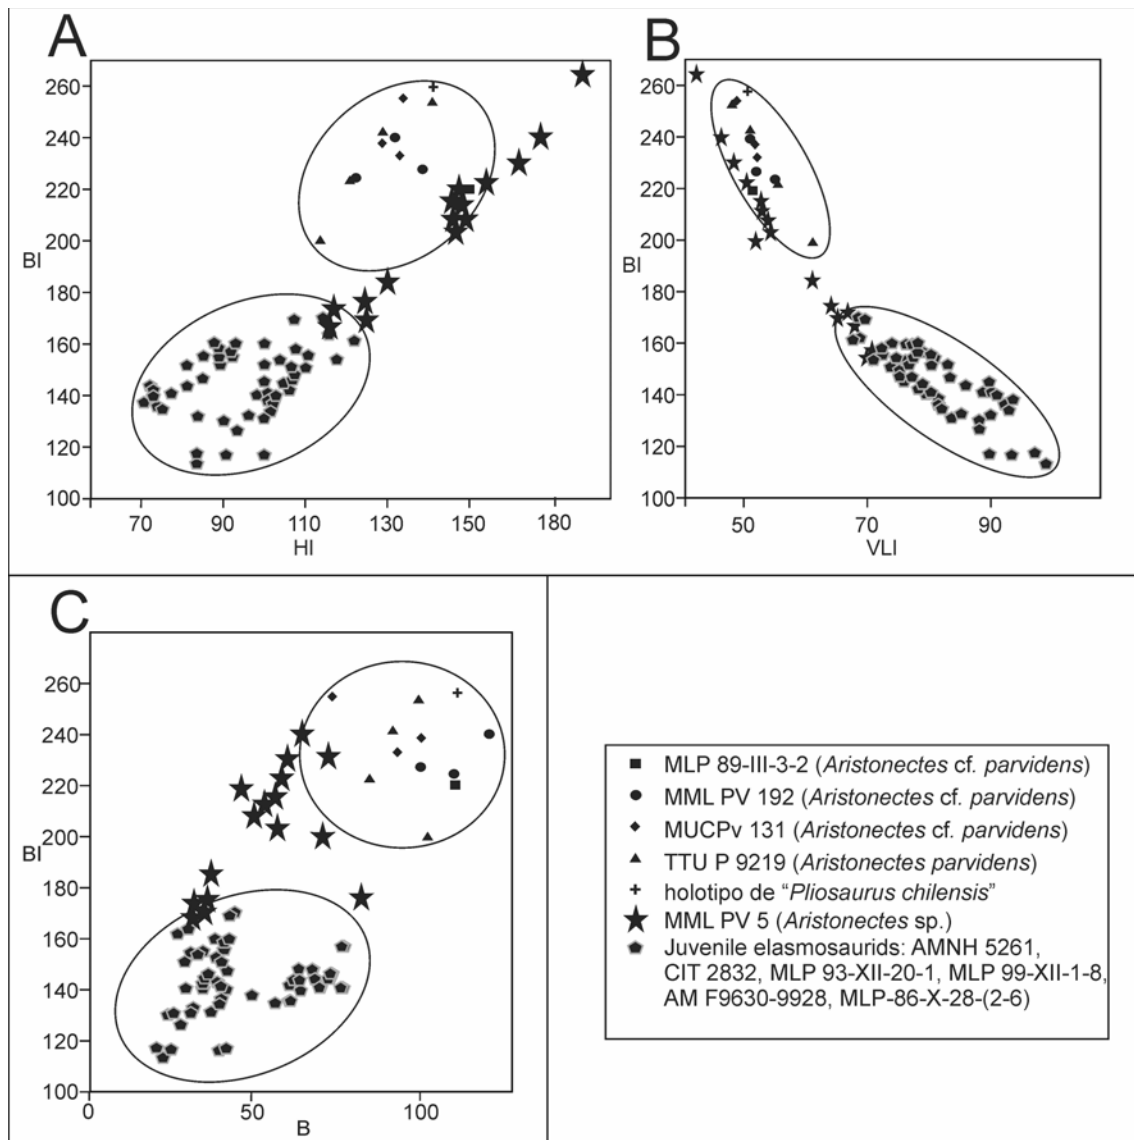 A
260
240
220
200
BI
180
160
140
120
100
70 90 110 130 150 180
HI
B
260
240
220
200
BI
180
160
140
120
100
50 70 90
VLI
C
260
240
220
200
BI
180
160
140
120
100
0 50 100
B
MLP 89-III-3-2 (Aristonectes cf. parvidens)
MML PV 192 (Aristonectes cf. parvidens)
MUCPv 131 (Aristonectes cf. parvidens)
TTU P 9219 (Aristonectes parvidens)
holotipo de “Pliosaurus chilensis”
MML PV 5 (Aristonectes sp.)
Juvenile elasmosaurids: AMNH 5261,
CIT 2832, MLP 93-XII-20-1, MLP 99-XII-1-8,
AM F9630-9928, MLP-86-X-28-(2-6)